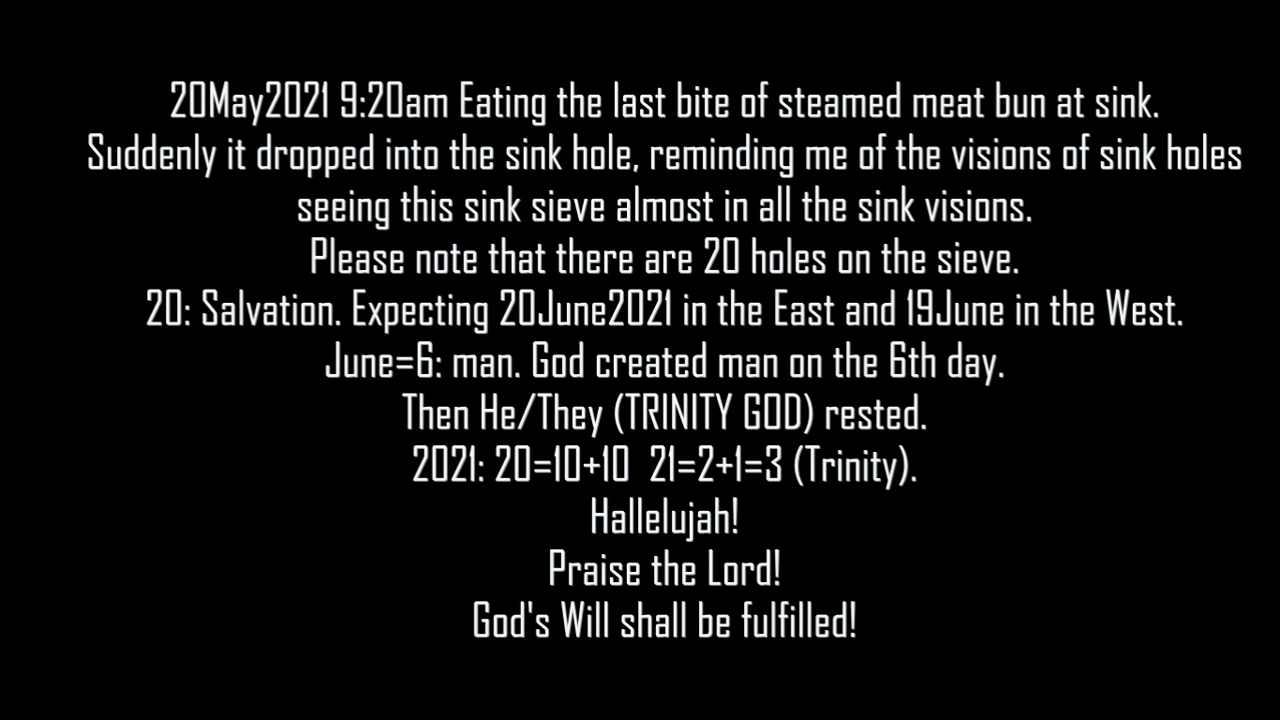 20May2021 9:20am Eating the last bite of steamed meat bun at sink.
Suddenly it dropped into the sink hole, reminding me of the visions of sink holes
seeing this sink sieve almost in all the sink visions.
Please note that there are 20 holes on the sieve.
20: Salvation. Expecting 20June2021 in the East and 19June in the West.
June=6: man. God created man on the 6th day.
Then He/They (TRINITY GOD) rested.
2021: 20=10+10  21=2+1=3 (Trinity).
Hallelujah!
Praise the Lord!
God's Will shall be fulfilled!